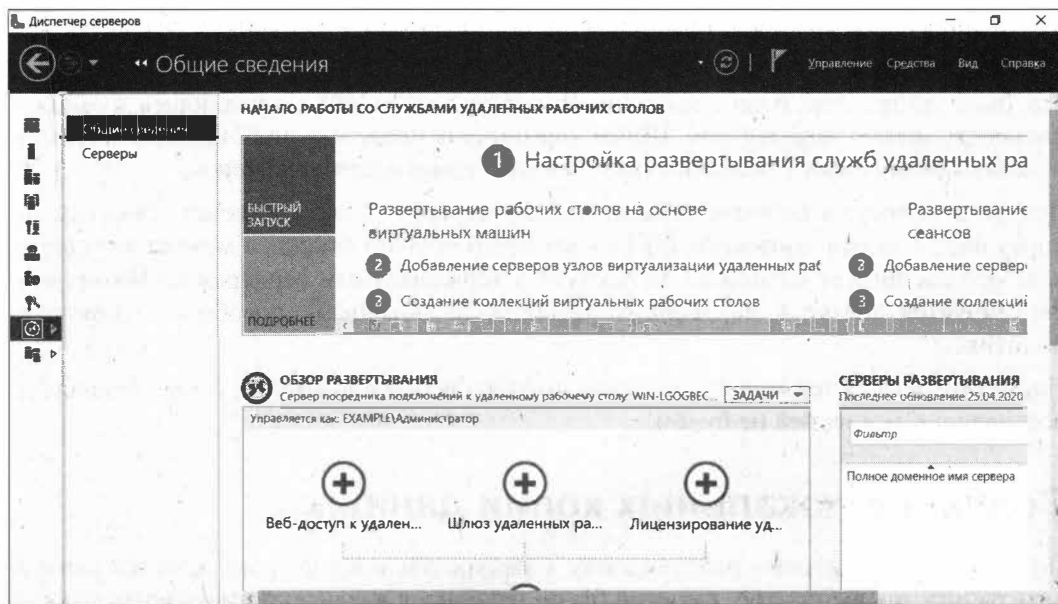 Диспетчер серверов
Общие сведения
Управление Средства Вид Справка
Общие сведения
Серверы
НАЧАЛО РАБОТЫ СО СЛУЖБАМИ УДАЛЕННЫХ РАБОЧИХ СТОЛОВ
БЫСТРЫЙ
ЗАПУСК
ПОДРОБНЕЕ
1 Настройка развертывания служб удаленных ра
Развертывание рабочих столов на основе
виртуальных машин
2 Добавление серверов узлов виртуализации удаленных раб
3 Создание коллекций виртуальных рабочих столов
Развертывание
сеансов
2 Добавление сервер
3 Создание коллекци
ОБЗОР РАЗВЕРТЫВАНИЯ
Сервер посредника подключений к удаленному рабочему столу: WIN-LGOGBEC... ЗАДАЧИ
Управляется как: EXAMPLE\Администратор
Веб-доступ к удален... Шлюз удаленных ра... Лицензирование уд...
СЕРВЕРЫ РАЗВЕРТЫВАНИЯ
Последнее обновление 25.04.2020
Фильтр
Полное доменное имя сервера